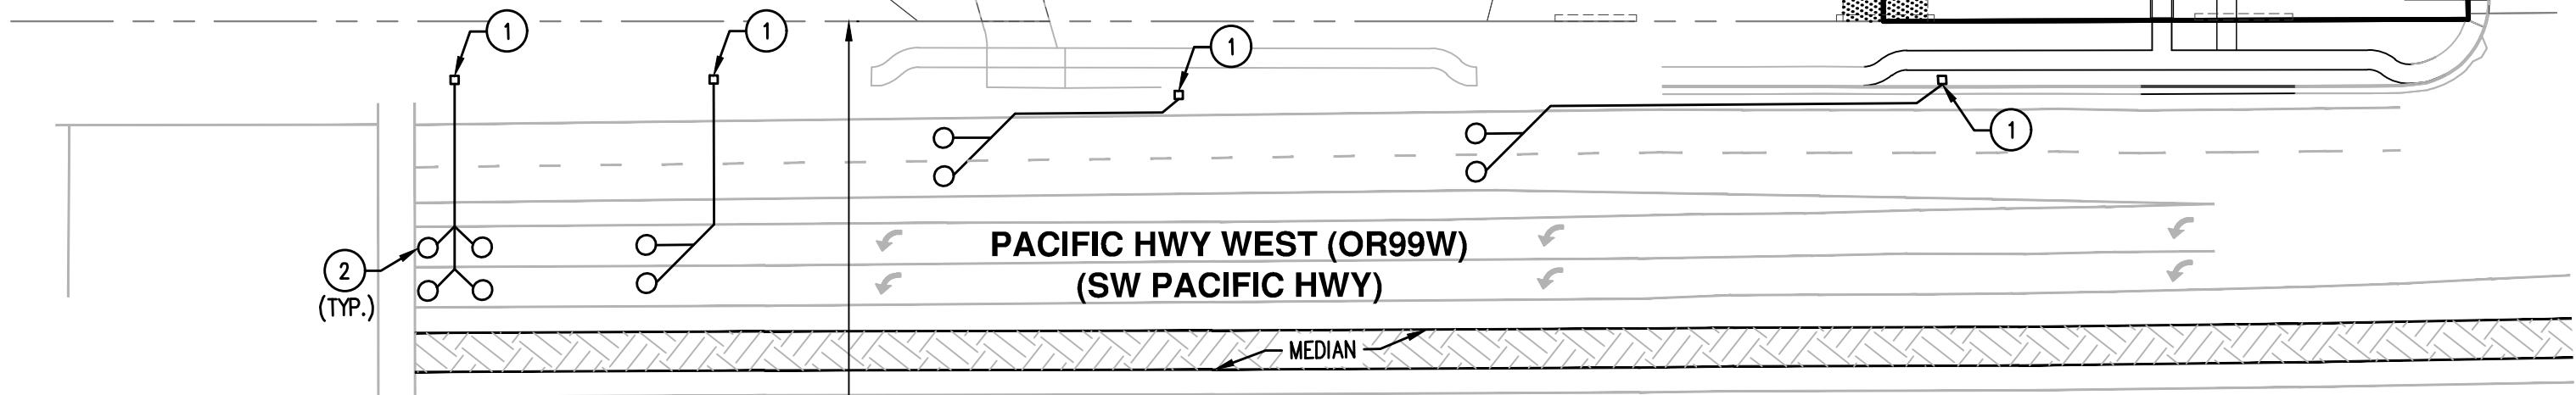 1
1
1
1
2
(TYP.)
PACIFIC HWY WEST (OR99W)
(SW PACIFIC HWY)
MEDIAN